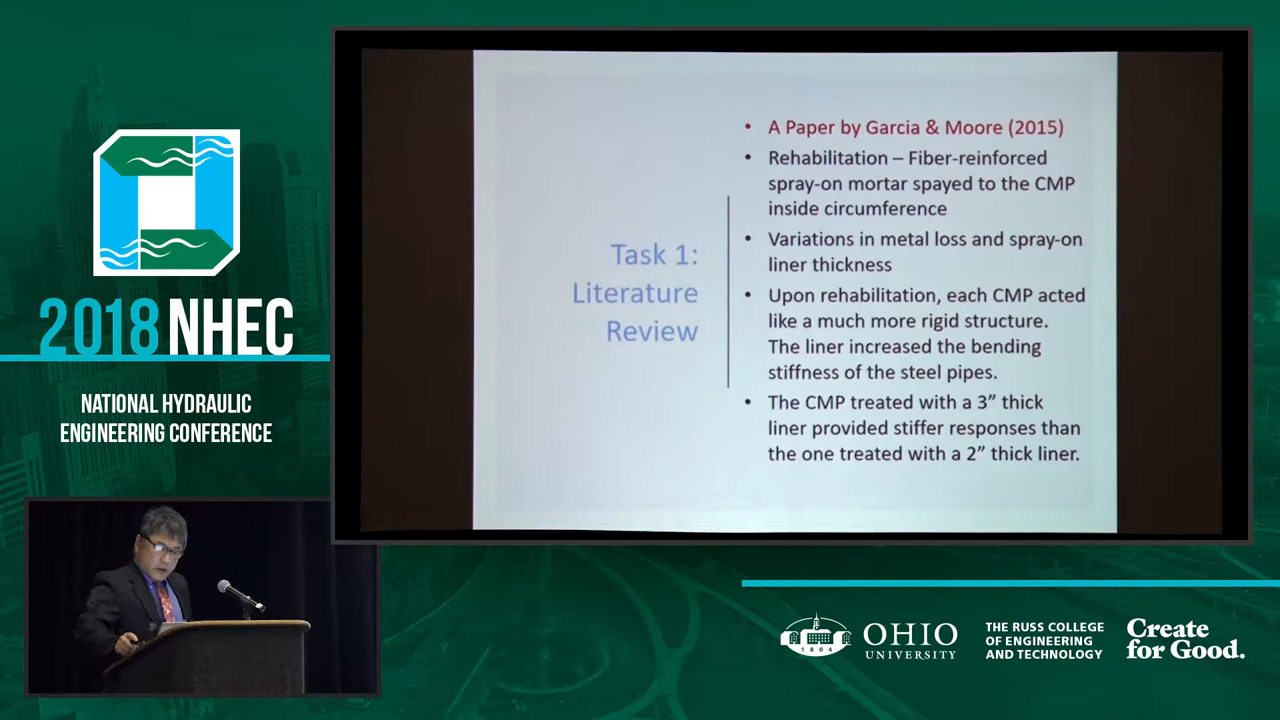 2018 NHEC
NATIONAL HYDRAULIC
ENGINEERING CONFERENCE
Task 1:
Literature
Review
• A Paper by Garcia & Moore (2015)
• Rehabilitation – Fiber-reinforced
spray-on mortar spayed to the CMP
inside circumference
• Variations in metal loss and spray-on
liner thickness
• Upon rehabilitation, each CMP acted
like a much more rigid structure.
The liner increased the bending
stiffness of the steel pipes.
• The CMP treated with a 3” thick
liner provided stiffer responses than
the one treated with a 2” thick liner.
1804
OHIO
UNIVERSITY
THE RUSS COLLEGE
OF ENGINEERING
AND TECHNOLOGY
Create
for Good.